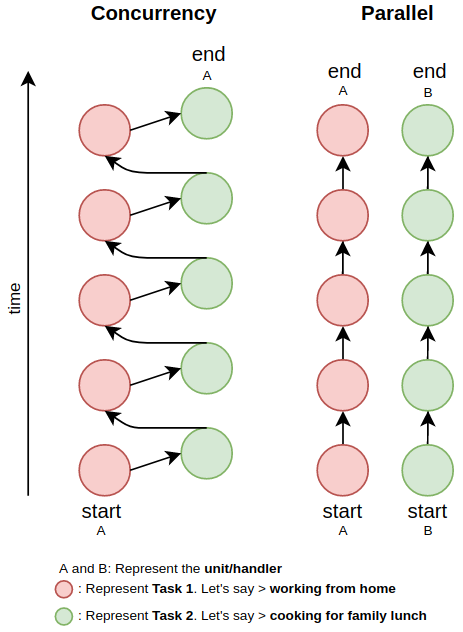 Concurrency
Parallel
end
A
end
A
end
B
time
start
A
start
A
start
B
A and B: Represent the unit/handler
: Represent Task 1. Let's say > working from home
: Represent Task 2. Let's say > cooking for family lunch